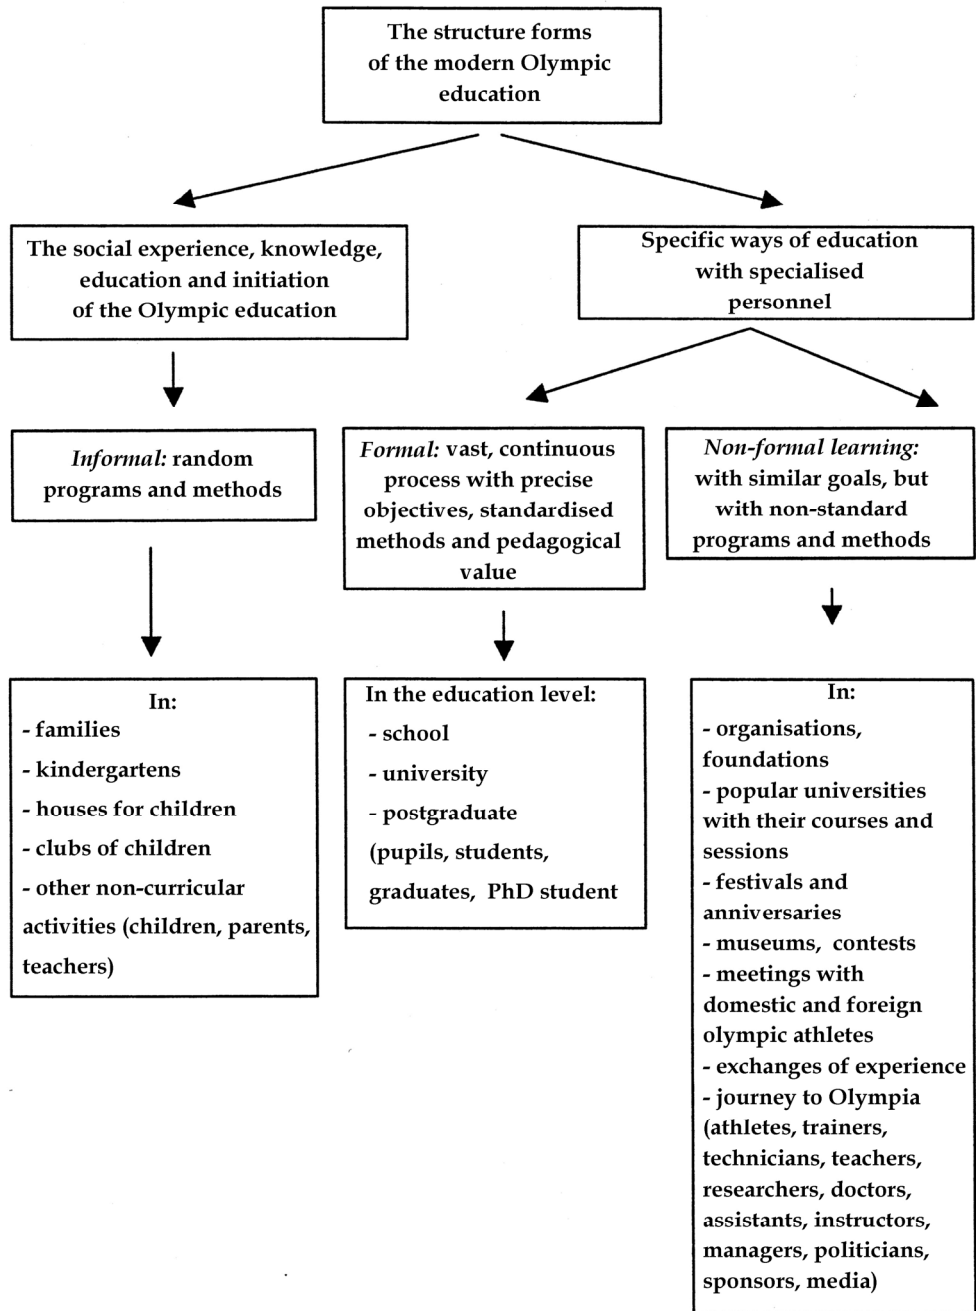 The structure forms
of the modern Olympic
education
The social experience, knowledge,
education and initiation
of the Olympic education
Specific ways of education
with specialised
personnel
Informal: random
programs and methods
Formal: vast, continuous
process with precise
objectives, standardised
methods and pedagogical
value
Non-formal learning:
with similar goals, but
with non-standard
programs and methods
In:
- families
- kindergartens
- houses for children
- clubs of children
- other non-curricular
activities (children, parents,
teachers)
In the education level:
- school
- university
- postgraduate
(pupils, students,
graduates, PhD student
In:
- organisations,
foundations
- popular universities
with their courses and
sessions
- festivals and
anniversaries
- museums, contests
- meetings with
domestic and foreign
olympic athletes
- exchanges of experience
- journey to Olympia
(athletes, trainers,
technicians, teachers,
researchers, doctors,
assistants, instructors,
managers, politicians,
sponsors, media)